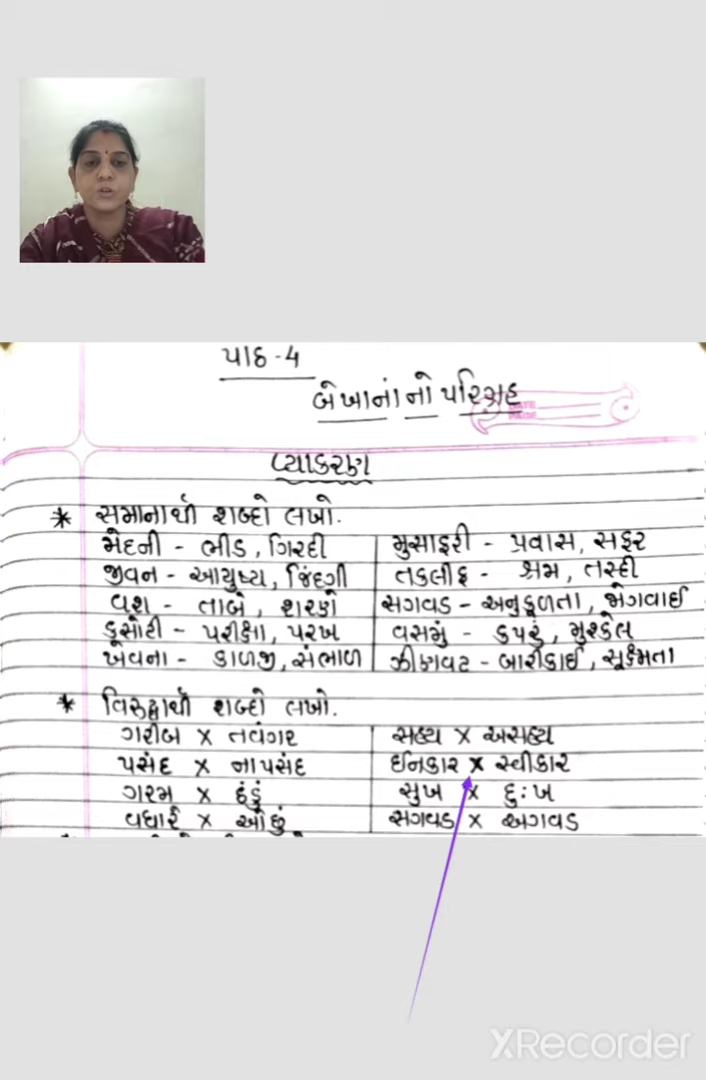 પાઠ - 4
બેખાનાંનો પરિગ્રહ
વ્યાકરણ
* સમાનાર્થી શબ્દો લખો.
મેદની - ભીડ, ગિરદી
જીવન - આયુષ્ય, જિંદગી
વશ - તાબે, શરણે
કસોટી - પરીક્ષા, પરખ
ખેવના - કાળજી, સંભાળ
મુસાફરી - પ્રવાસ, સફર
તકલીફ - શ્રમ, તસ્દી
સગવડ - અનુકૂળતા, જોગવાઈ
વસમું - કપરું, મુશ્કેલ
ઝીણવટ - બારીકાઈ, સૂક્ષ્મતા
* વિરુદ્ધાર્થી શબ્દો લખો.
ગરીબ X તવંગર
પસંદ X નાપસંદ
ગરમ X ઠંડું
વધારે X ઓછું
સહ્ય X અસહ્ય
ઈનકાર X સ્વીકાર
સુખ X દુઃખ
સગવડ X અગવડ
XRecorder